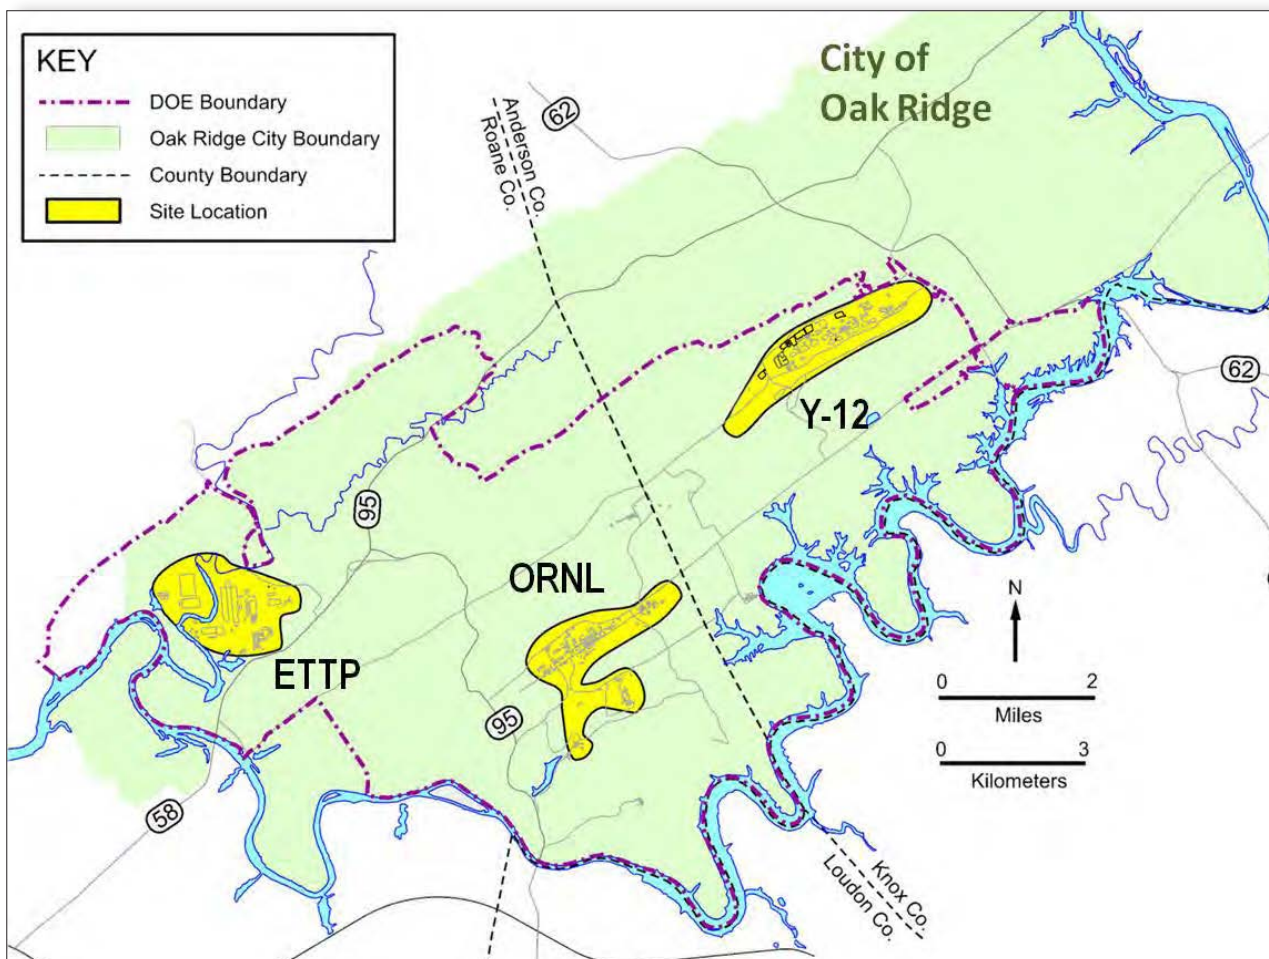 KEY
DOE Boundary
Oak Ridge City Boundary
County Boundary
Site Location
City of
Oak Ridge
62
Anderson Co.
Roane Co.
62
Y-12
95
ORNL
ETTP
95
58
N
0 2
Miles
0 3
Kilometers
Knox Co.
Loudon Co.